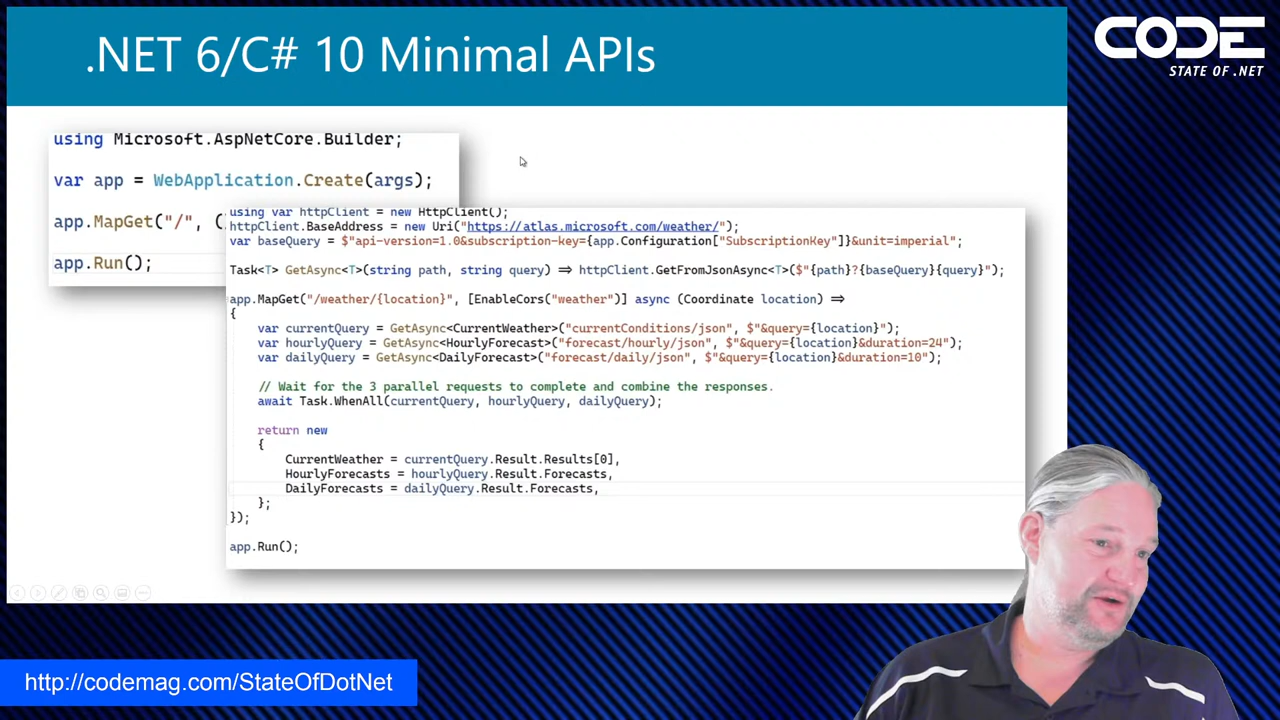 .NET 6/C# 10 Minimal APIs
CODE
STATE OF .NET
using Microsoft.AspNetCore.Builder;
var app = WebApplication.Create(args);
app.MapGet("/", (
app.Run();
using var httpClient = new HttpClient();
httpClient.BaseAddress = new Uri("https://atlas.microsoft.com/weather/");
var baseQuery = $"api-version=1.0&subscription-key={app.Configuration["SubscriptionKey"]}&unit=imperial";
Task<T> GetAsync<T>(string path, string query) => httpClient.GetFromJsonAsync<T>($"{path}?{baseQuery}{query}");
app.MapGet("/weather/{location}", [EnableCors("weather")] async (Coordinate location) =>
{
var currentQuery = GetAsync<CurrentWeather>("currentConditions/json", $"&query={location}");
var hourlyQuery = GetAsync<HourlyForecast>("forecast/hourly/json", $"&query={location}&duration=24");
var dailyQuery = GetAsync<DailyForecast>("forecast/daily/json", $"&query={location}&duration=10");
// Wait for the 3 parallel requests to complete and combine the responses.
await Task.WhenAll(currentQuery, hourlyQuery, dailyQuery);
return new
{
CurrentWeather = currentQuery.Result.Results[0],
HourlyForecasts = hourlyQuery.Result.Forecasts,
DailyForecasts = dailyQuery.Result.Forecasts,
};
});
app.Run();
http://codemag.com/StateOfDotNet